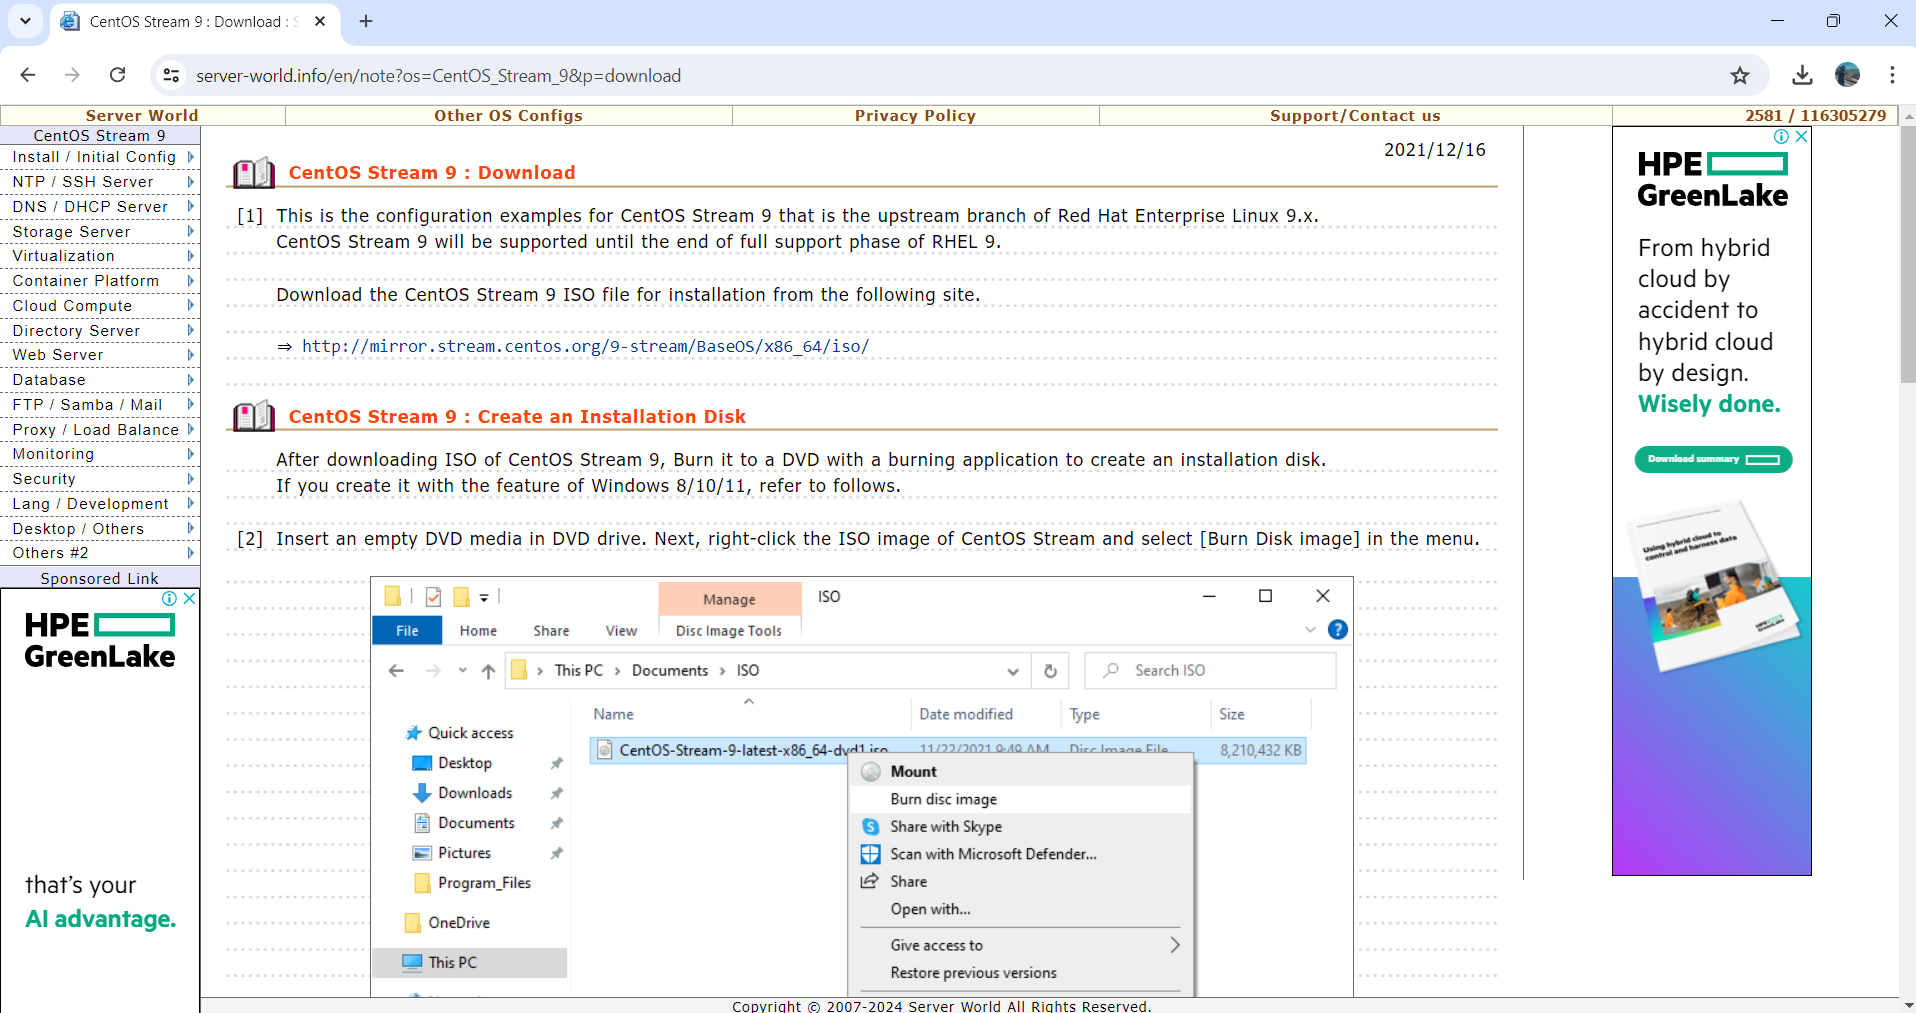 CentOS Stream 9 : Download :
server-world.info/en/note?os=CentOS_Stream_9&p=download
Server World
Other OS Configs
Privacy Policy
Support/Contact us
2581 / 116305279
CentOS Stream 9
Install / Initial Config
NTP / SSH Server
DNS / DHCP Server
Storage Server
Virtualization
Container Platform
Cloud Compute
Directory Server
Web Server
Database
FTP / Samba / Mail
Proxy / Load Balance
Monitoring
Security
Lang / Development
Desktop / Others
Others #2
Sponsored Link
HPE
GreenLake
that's your
AI advantage.
2021/12/16
CentOS Stream 9 : Download
[1] This is the configuration examples for CentOS Stream 9 that is the upstream branch of Red Hat Enterprise Linux 9.x.
CentOS Stream 9 will be supported until the end of full support phase of RHEL 9.
Download the CentOS Stream 9 ISO file for installation from the following site.
⇒ http://mirror.stream.centos.org/9-stream/BaseOS/x86_64/iso/
CentOS Stream 9 : Create an Installation Disk
After downloading ISO of CentOS Stream 9, Burn it to a DVD with a burning application to create an installation disk.
If you create it with the feature of Windows 8/10/11, refer to follows.
[2] Insert an empty DVD media in DVD drive. Next, right-click the ISO image of CentOS Stream and select [Burn Disk image] in the menu.
Manage
ISO
File
Home
Share
View
Disc Image Tools
This PC > Documents > ISO
Search ISO
Name
Date modified
Type
Size
CentOS-Stream-9-latest-x86_64-dvd1.iso
11/22/2021 9:49 AM
Disc Image File
8,210,432 KB
Quick access
Desktop
Downloads
Documents
Pictures
Program_Files
OneDrive
This PC
Mount
Burn disc image
Share with Skype
Scan with Microsoft Defender...
Share
Open with...
Give access to
Restore previous versions
HPE
GreenLake
From hybrid
cloud by
accident to
hybrid cloud
by design.
Wisely done.
Download summary
Using hybrid cloud to
control and harness data
HPE
GreenLake
Copyright © 2007-2024 Server World All Rights Reserved.